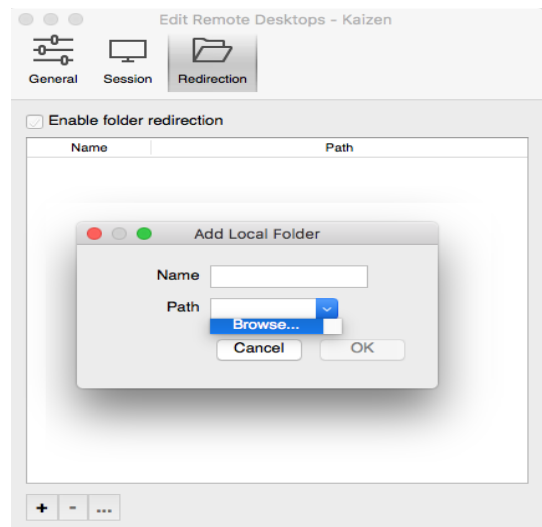 Edit Remote Desktops - Kaizen
General Session Redirection
Enable folder redirection
Name Path
Add Local Folder
Name
Path
Browse...
Cancel OK
+ - ...